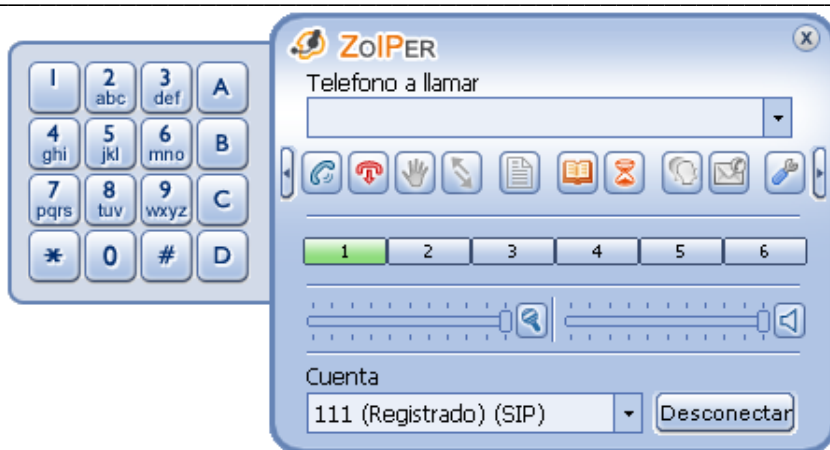 ZOIPER
Telefono a llamar
1 2 abc 3 def A
4 ghi 5 jkl 6 mno B
7 pqrs 8 tuv 9 wxyz C
* 0 # D
1 2 3 4 5 6
Cuenta
111 (Registrado) (SIP) Desconectar